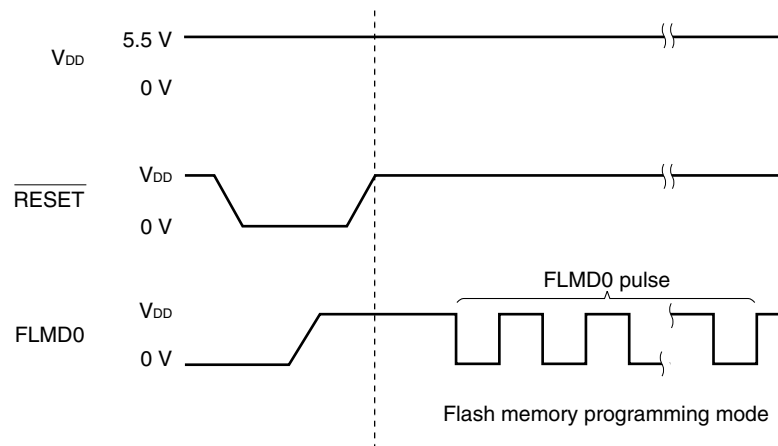 5.5 V
VDD
0 V
VDD
RESET
0 V
FLMD0 pulse
VDD
FLMD0
0 V
Flash memory programming mode